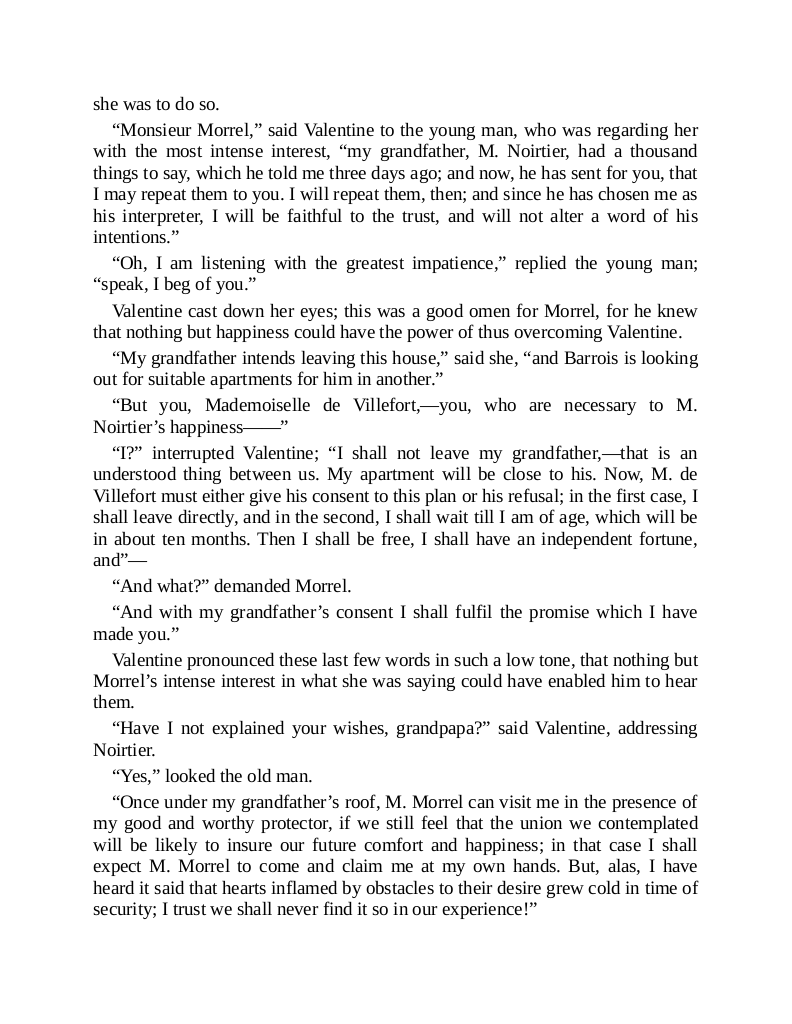 she was to do so.
“Monsieur Morrel,” said Valentine to the young man, who was regarding her
with the most intense interest, “my grandfather, M. Noirtier, had a thousand
things to say, which he told me three days ago; and now, he has sent for you, that
I may repeat them to you. I will repeat them, then; and since he has chosen me as
his interpreter, I will be faithful to the trust, and will not alter a word of his
intentions.”
“Oh, I am listening with the greatest impatience,” replied the young man;
“speak, I beg of you.”
Valentine cast down her eyes; this was a good omen for Morrel, for he knew
that nothing but happiness could have the power of thus overcoming Valentine.
“My grandfather intends leaving this house,” said she, “and Barrois is looking
out for suitable apartments for him in another.”
“But you, Mademoiselle de Villefort,—you, who are necessary to M.
Noirtier’s happiness——”
“I?” interrupted Valentine; “I shall not leave my grandfather,—that is an
understood thing between us. My apartment will be close to his. Now, M. de
Villefort must either give his consent to this plan or his refusal; in the first case, I
shall leave directly, and in the second, I shall wait till I am of age, which will be
in about ten months. Then I shall be free, I shall have an independent fortune,
and”—
“And what?” demanded Morrel.
“And with my grandfather’s consent I shall fulfil the promise which I have
made you.”
Valentine pronounced these last few words in such a low tone, that nothing but
Morrel’s intense interest in what she was saying could have enabled him to hear
them.
“Have I not explained your wishes, grandpapa?” said Valentine, addressing
Noirtier.
“Yes,” looked the old man.
“Once under my grandfather’s roof, M. Morrel can visit me in the presence of
my good and worthy protector, if we still feel that the union we contemplated
will be likely to insure our future comfort and happiness; in that case I shall
expect M. Morrel to come and claim me at my own hands. But, alas, I have
heard it said that hearts inflamed by obstacles to their desire grew cold in time of
security; I trust we shall never find it so in our experience!”